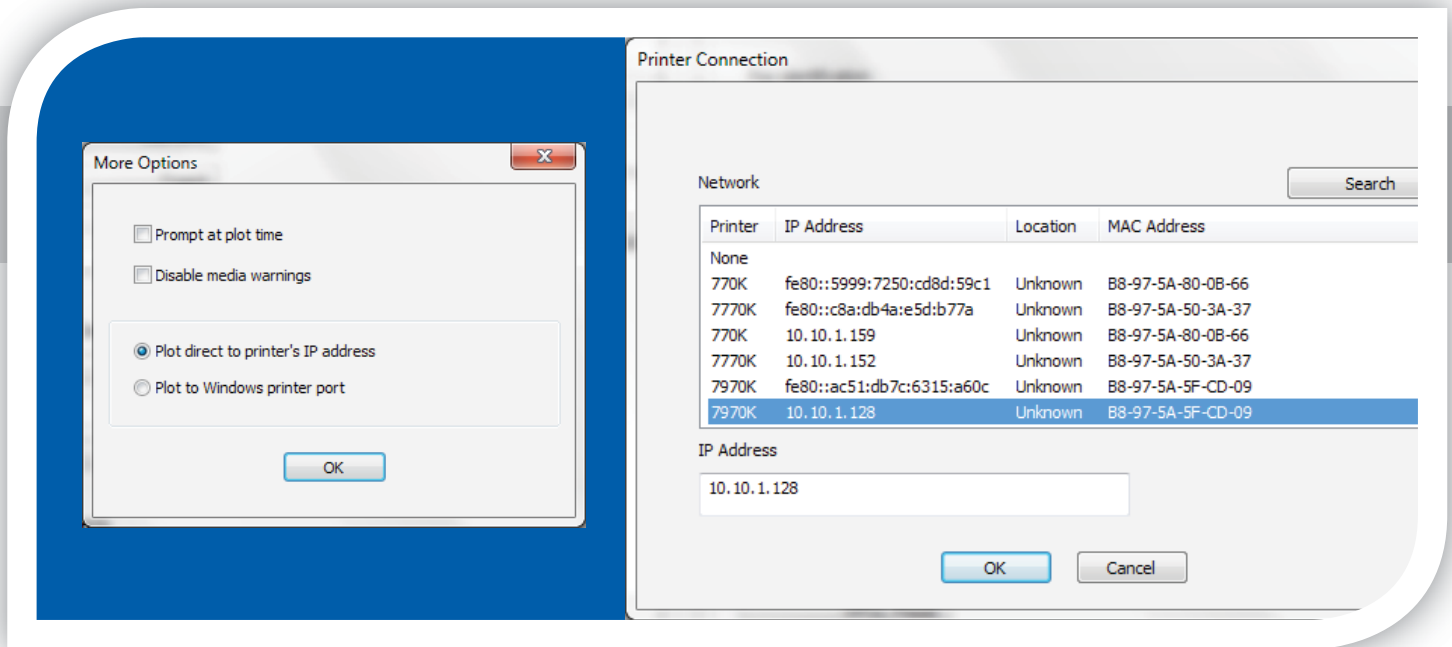 More Options
Prompt at plot time
Disable media warnings
Plot direct to printer's IP address
Plot to Windows printer port
OK
Printer Connection
Network
Search
Printer IP Address Location MAC Address
None
770K fe80::5999:7250:cd8d:59c1 Unknown B8-97-5A-80-0B-66
7770K fe80::c8a:db4a:e5d:b77a Unknown B8-97-5A-50-3A-37
770K 10.10.1.159 Unknown B8-97-5A-80-0B-66
7770K 10.10.1.152 Unknown B8-97-5A-50-3A-37
7970K fe80::ac51:db7c:6315:a60c Unknown B8-97-5A-5F-CD-09
7970K 10.10.1.128 Unknown B8-97-5A-5F-CD-09
IP Address
10.10.1.128
OK Cancel